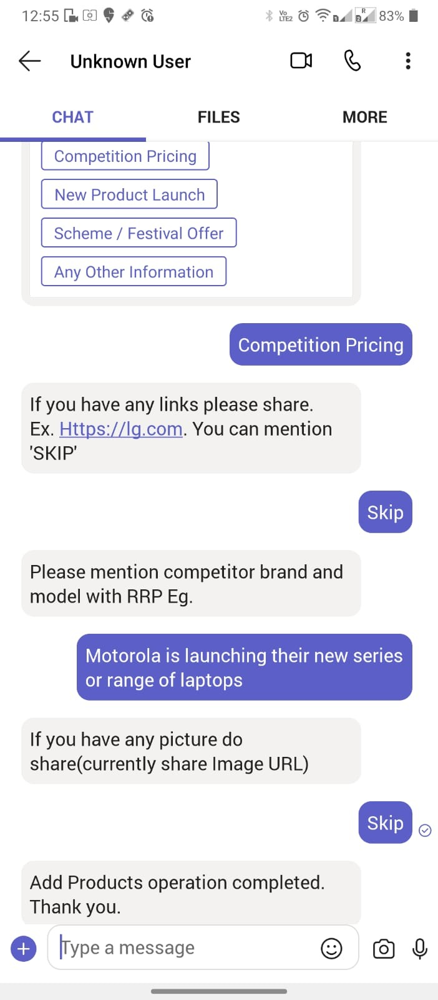 12:55
Vo
LTE2
1
R
2
83%
Unknown User
CHAT
FILES
MORE
Competition Pricing
New Product Launch
Scheme / Festival Offer
Any Other Information
Competition Pricing
If you have any links please share.
Ex. Https://lg.com. You can mention
'SKIP'
Skip
Please mention competitor brand and
model with RRP Eg.
Motorola is launching their new series
or range of laptops
If you have any picture do
share(currently share Image URL)
Skip
Add Products operation completed.
Thank you.
Type a message